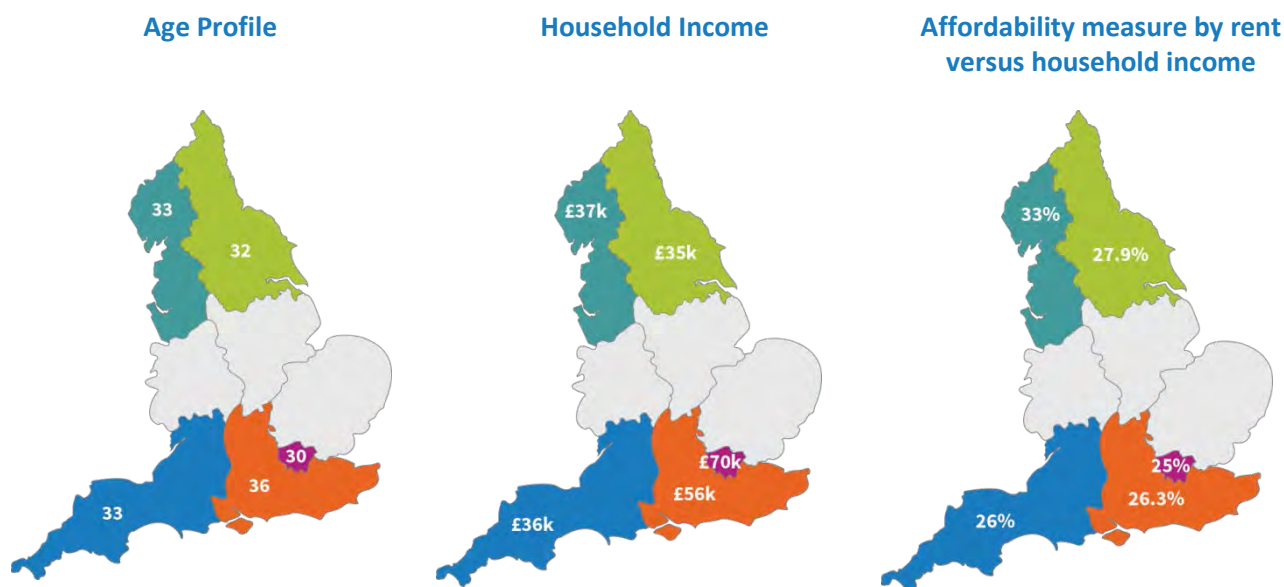 Age Profile
33
32
30
36
33
Household Income
£37k
£35k
£70k
£56k
£36k
Affordability measure by rent
versus household income
33%
27.9%
25%
26.3%
26%